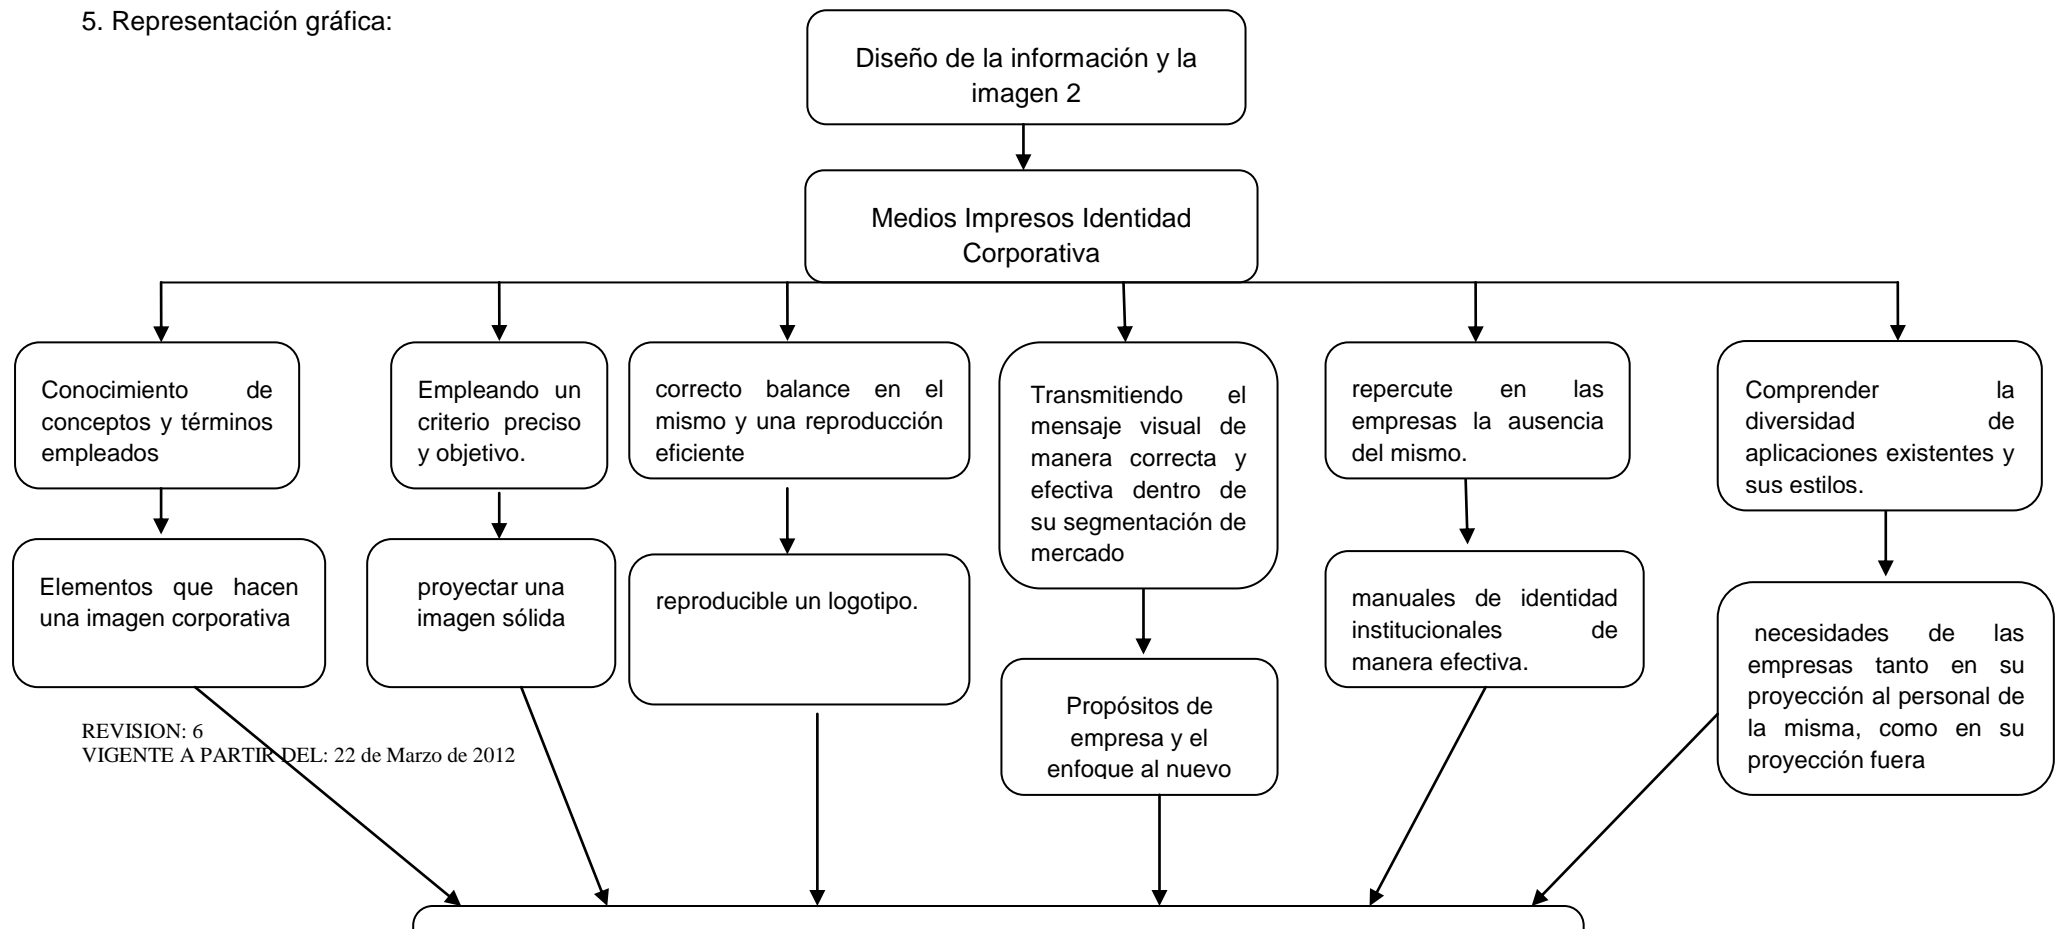 5. Representación gráfica:
Diseño de la información y la
imagen 2
Medios Impresos Identidad
Corporativa
Conocimiento de
conceptos y términos
empleados
Empleando un
criterio preciso
y objetivo.
correcto balance en el
mismo y una reproducción
eficiente
Transmitiendo el
mensaje visual de
manera correcta y
efectiva dentro de
su segmentación de
mercado
repercute en las
empresas la ausencia
del mismo.
Comprender la
diversidad de
aplicaciones existentes y
sus estilos.
Elementos que hacen
una imagen corporativa
proyectar una
imagen sólida
reproducible un logotipo.
Propósitos de
empresa y el
enfoque al nuevo
manuales de identidad
institucionales de
manera efectiva.
necesidades de las
empresas tanto en su
proyección al personal de
la misma, como en su
proyección fuera
REVISION: 6
VIGENTE A PARTIR DEL: 22 de Marzo de 2012